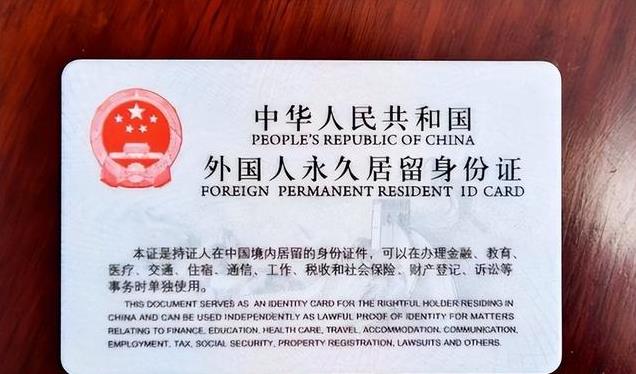 中华人民共和国
PEOPLE'S REPUBLIC OF CHINA
外国人永久居留身份证
FOREIGN PERMANENT RESIDENT ID CARD
本证是持证人在中国境内居留的身份证件，可以在办理金融、教育、
医疗、交通、住宿、通信、工作、税收和社会保险、财产登记、诉讼等
事务时单独使用。
THIS DOCUMENT SERVES AS AN IDENTITY CARD FOR THE RIGHTFUL HOLDER RESIDING IN
CHINA AND CAN BE USED INDEPENDENTLY AS LAWFUL PROOF OF IDENTITY FOR MATTERS
RELATING TO FINANCE, EDUCATION, HEALTH CARE, TRAVEL, ACCOMMODATION, COMMUNICATION,
EMPLOYMENT, TAX, SOCIAL SECURITY, PROPERTY REGISTRATION, LAWSUITS AND OTHERS.